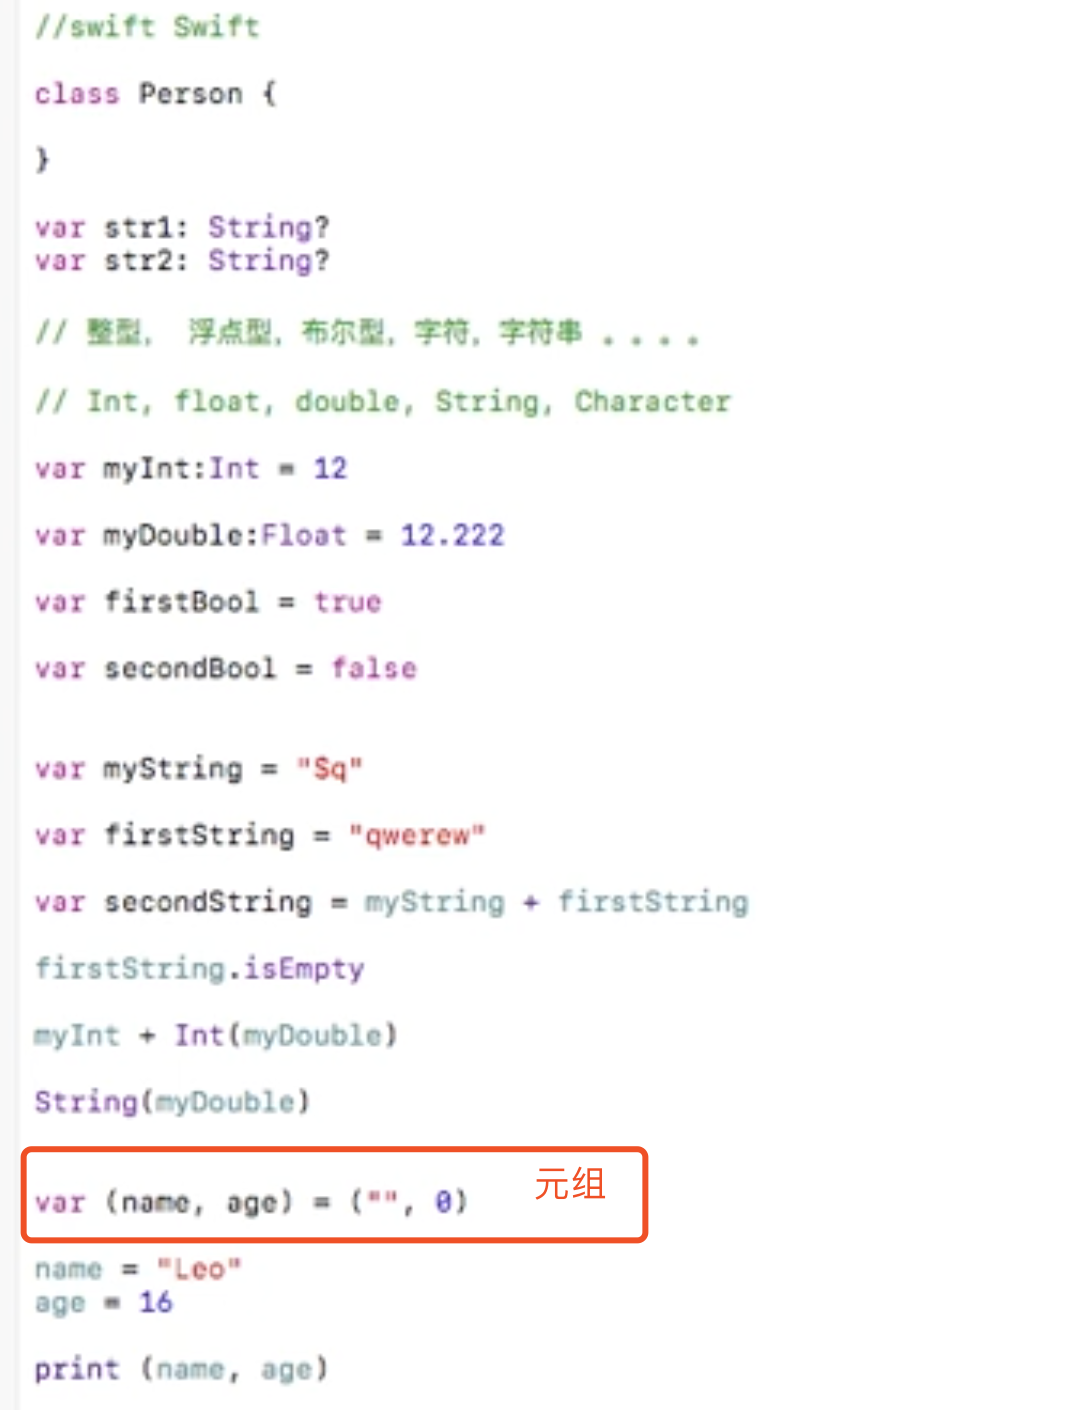 //swift Swift
class Person {
}
var str1: String?
var str2: String?
// 整型， 浮点型，布尔型，字符，字符串 。。。。
// Int, float, double, String, Character
var myInt:Int = 12
var myDouble:Float = 12.222
var firstBool = true
var secondBool = false
var myString = "Sq"
var firstString = "qwerew"
var secondString = myString + firstString
firstString.isEmpty
myInt + Int(myDouble)
String(myDouble)
元组
var (name, age) = ("", 0)
name = "Leo"
age = 16
print (name, age)